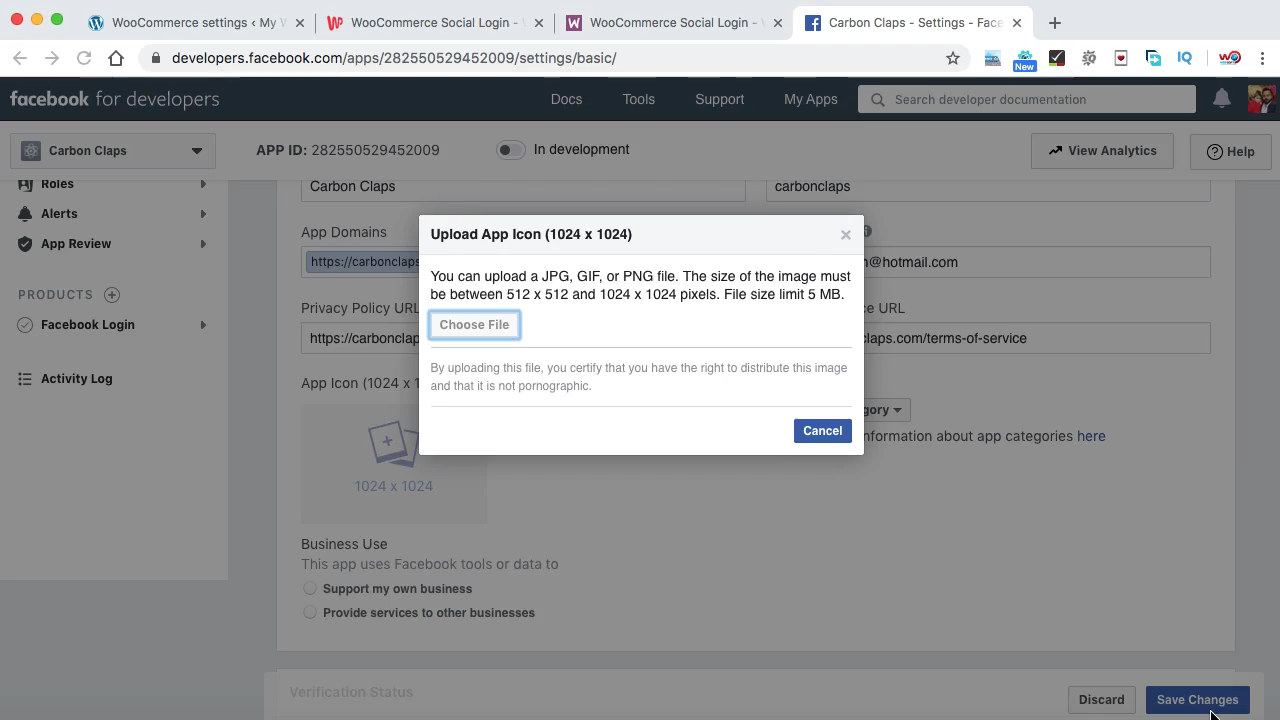 WooCommerce settings ‹ My W
WooCommerce Social Login -
WooCommerce Social Login -
Carbon Claps - Settings - Face
developers.facebook.com/apps/282550529452009/settings/basic/
New
IQ
facebook for developers
Docs
Tools
Support
My Apps
Search developer documentation
Carbon Claps
APP ID: 282550529452009
In development
View Analytics
Help
Roles
Alerts
App Review
PRODUCTS
Facebook Login
Activity Log
Carbon Claps
carbonclaps
App Domains
https://carbonclaps
@hotmail.com
Privacy Policy URL
ce URL
https://carbonclap
claps.com/terms-of-service
App Icon (1024 x 1
1024 x 1024
gory
nformation about app categories here
Upload App Icon (1024 x 1024)
You can upload a JPG, GIF, or PNG file. The size of the image must
be between 512 x 512 and 1024 x 1024 pixels. File size limit 5 MB.
Choose File
By uploading this file, you certify that you have the right to distribute this image
and that it is not pornographic.
Cancel
Business Use
This app uses Facebook tools or data to
Support my own business
Provide services to other businesses
Verification Status
Discard
Save Changes